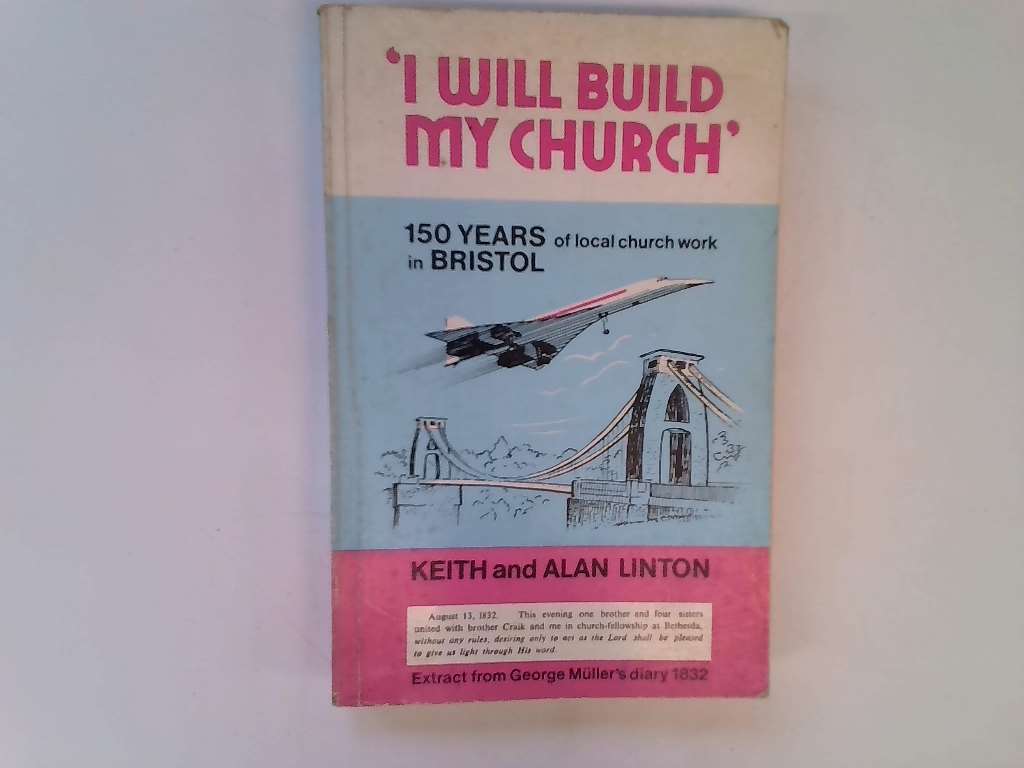 'I WILL BUILD
MY CHURCH'
150 YEARS of local church work
in BRISTOL
KEITH and ALAN LINTON
August 13, 1832. This evening one brother and four sisters
united with brother Craik and me in church-fellowship at Bethesda,
without any rules, desiring only to act as the Lord shall be pleased
to give us light through His word.
Extract from George Müller's diary 1832